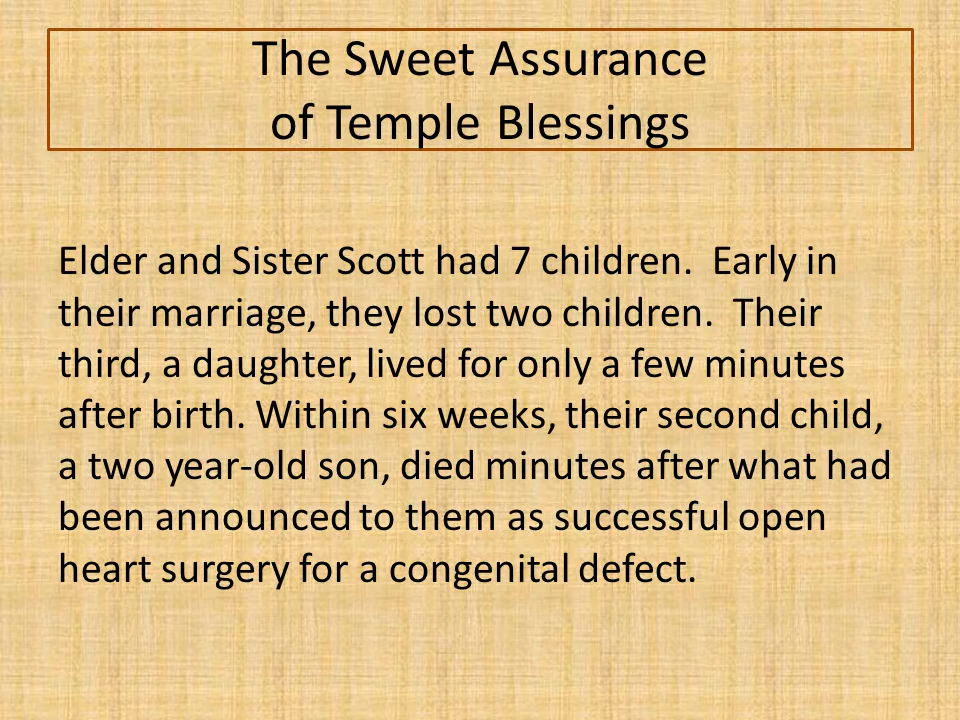 The Sweet Assurance
of Temple Blessings
Elder and Sister Scott had 7 children.  Early in
their marriage, they lost two children.  Their
third, a daughter, lived for only a few minutes
after birth. Within six weeks, their second child,
a two year-old son, died minutes after what had
been announced to them as successful open
heart surgery for a congenital defect.